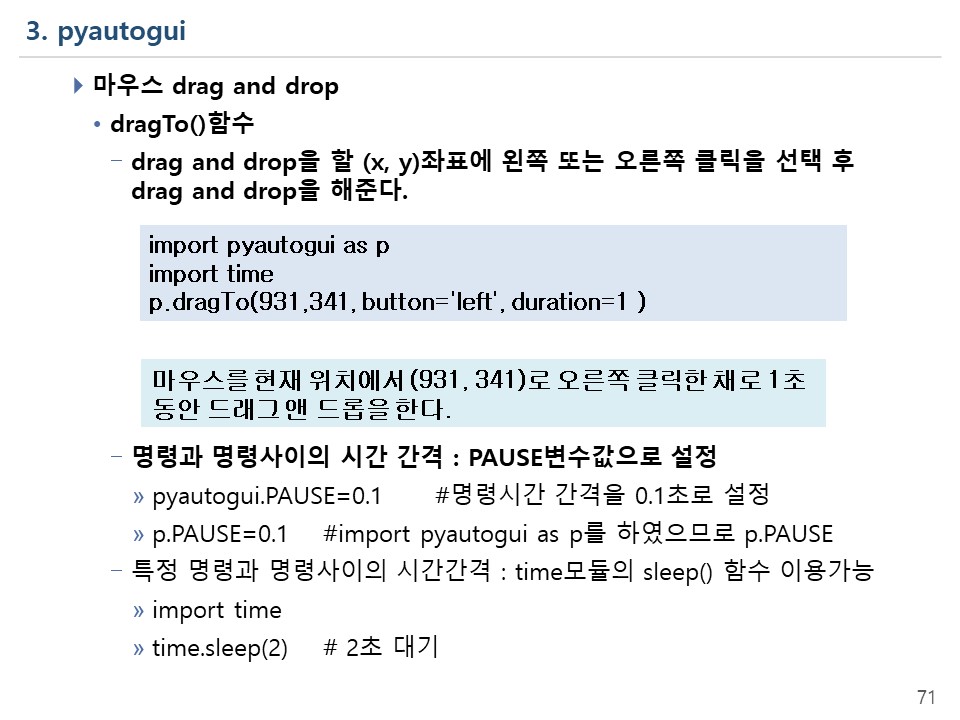 3. pyautogui
마우스 drag and drop
• dragTo()함수
– drag and drop을 할 (x, y)좌표에 왼쪽 또는 오른쪽 클릭을 선택 후
drag and drop을 해준다.
import pyautogui as p
import time
p.dragTo(931,341, button='left', duration=1 )
마우스를 현재 위치에서(931, 341)로 오른쪽 클릭한 채로 1초
동안 드래그 앤 드롭을 한다.
– 명령과 명령사이의 시간 간격 : PAUSE변수값으로 설정
» pyautogui.PAUSE=0.1 #명령시간 간격을 0.1초로 설정
» p.PAUSE=0.1 #import pyautogui as p를 하였으므로 p.PAUSE
– 특정 명령과 명령사이의 시간간격 : time모듈의 sleep() 함수 이용가능
» import time
» time.sleep(2) # 2초 대기
71